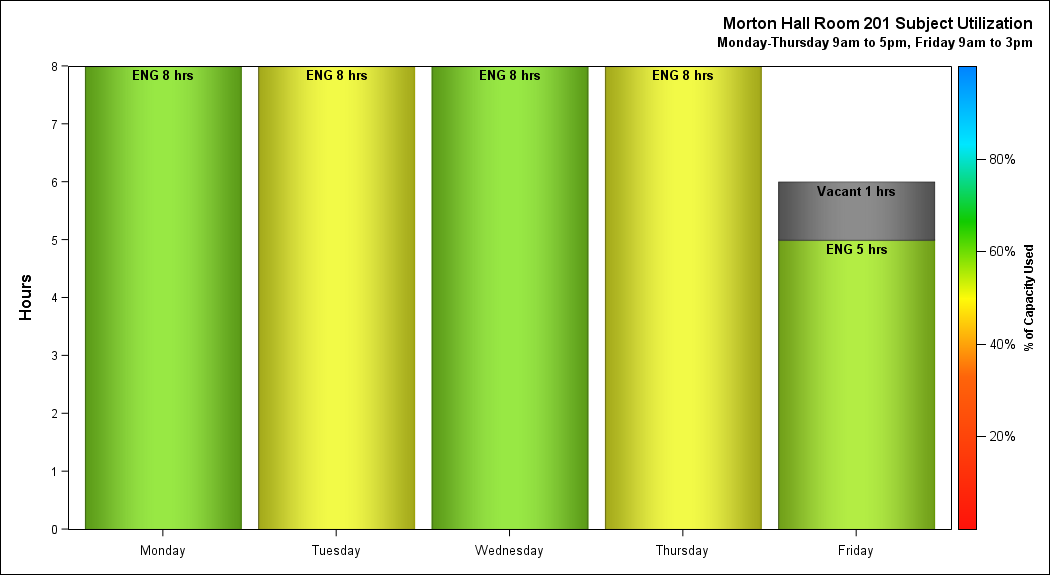 Morton Hall Room 201 Subject Utilization
Monday-Thursday 9am to 5pm, Friday 9am to 3pm
8
7
6
5
4
3
2
1
0
Hours
ENG 8 hrs
ENG 8 hrs
ENG 8 hrs
ENG 8 hrs
Vacant 1 hrs
ENG 5 hrs
Monday
Tuesday
Wednesday
Thursday
Friday
80%
60%
40%
20%
% of Capacity Used